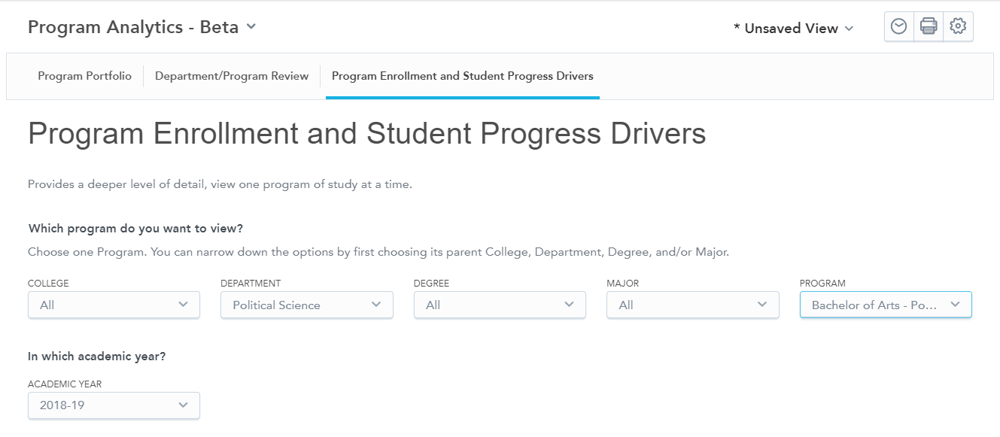 Program Analytics - Beta
* Unsaved View
Program Portfolio
Department/Program Review
Program Enrollment and Student Progress Drivers
Program Enrollment and Student Progress Drivers
Provides a deeper level of detail, view one program of study at a time.
Which program do you want to view?
Choose one Program. You can narrow down the options by first choosing its parent College, Department, Degree, and/or Major.
COLLEGE
All
DEPARTMENT
Political Science
DEGREE
All
MAJOR
All
PROGRAM
Bachelor of Arts - Po...
In which academic year?
ACADEMIC YEAR
2018-19